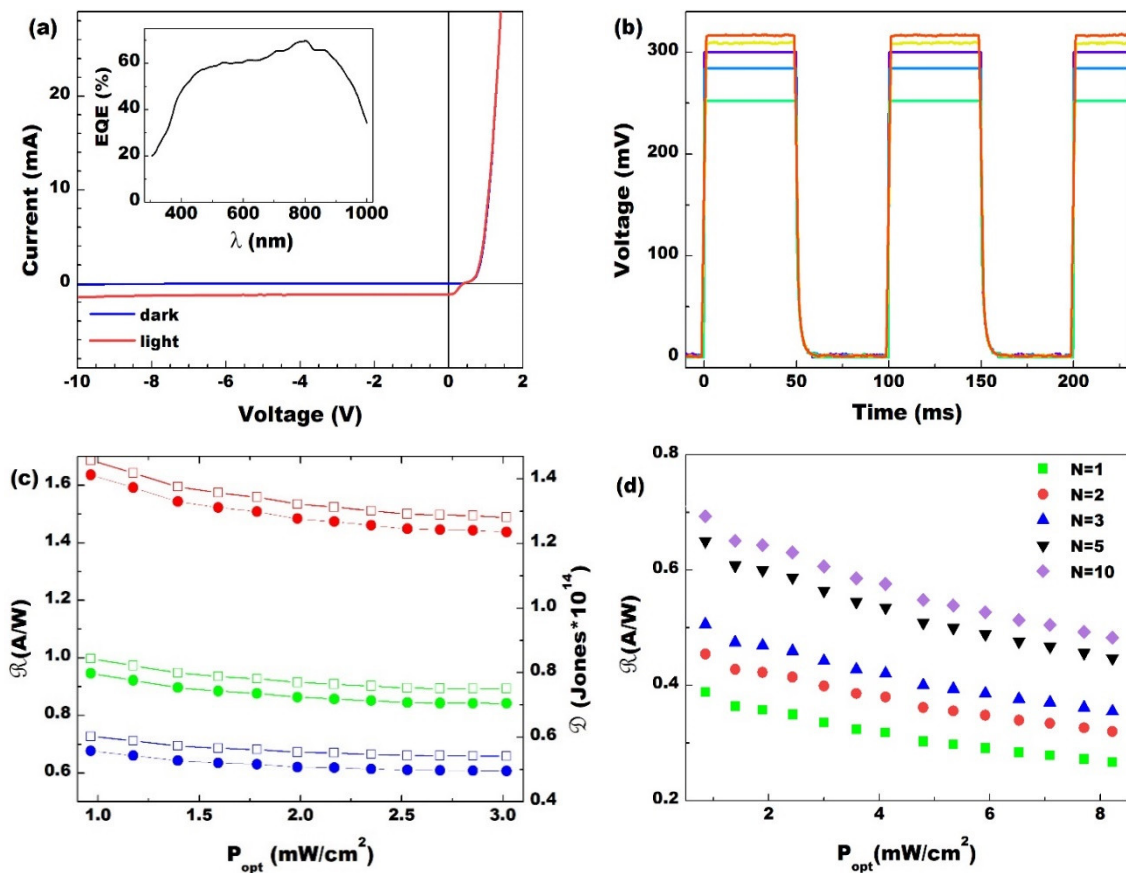 (a)
Current (mA)
20
10
0
-10 -8 -6 -4 -2 0 2
Voltage (V)
dark
light
EQE (%)
80
60
40
20
0
400 600 800 1000
λ (nm)
(b)
Voltage (mV)
300
200
100
0
0 50 100 150 200
Time (ms)
(c)
ℛ(A/W)
1.6
1.4
1.2
1.0
0.8
0.6
1.0 1.5 2.0 2.5 3.0
P_opt (mW/cm²)
1.4
1.2
1.0
0.8
0.6
0.4
𝒟 (Jones*10¹⁴)
(d)
ℛ(A/W)
0.8
0.6
0.4
0.2
2 4 6 8
P_opt(mW/cm²)
N=1
N=2
N=3
N=5
N=10